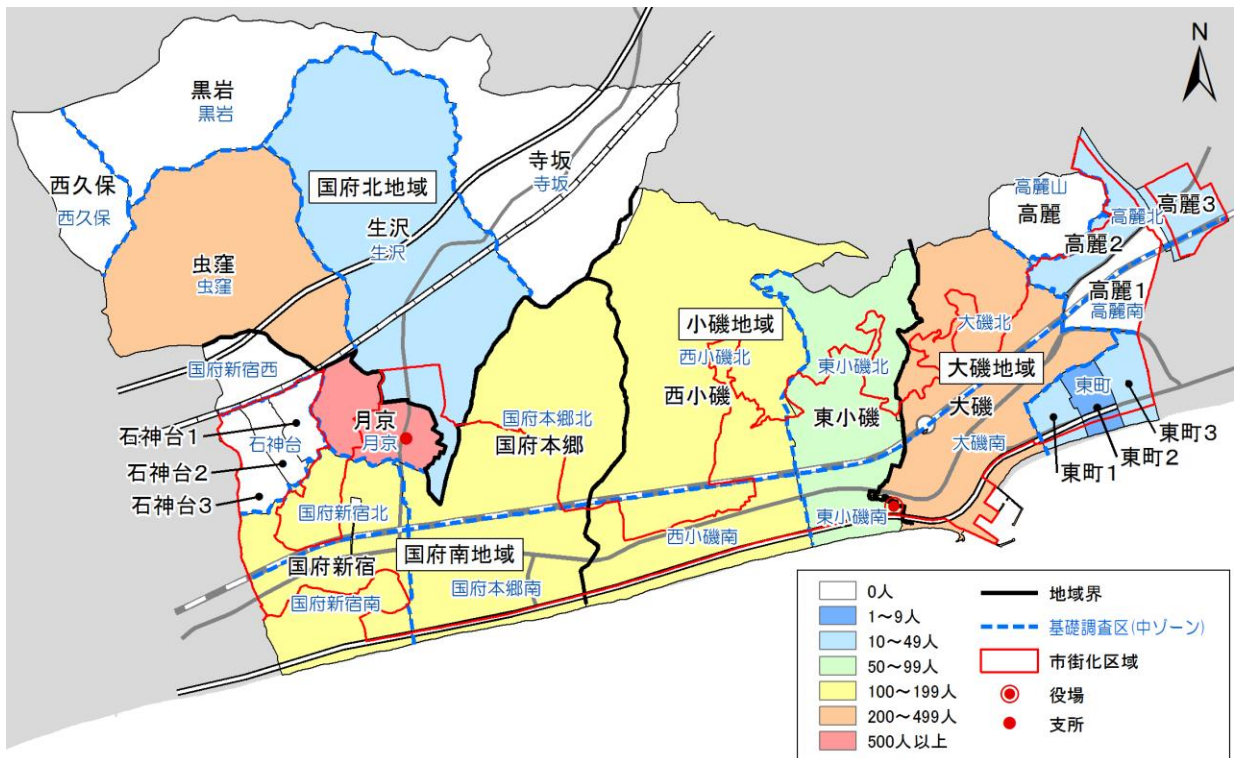 N
黒岩
黒岩
西久保
西久保
国府北地域
寺坂
寺坂
生沢
生沢
虫窪
虫窪
高麗山
高麗
高麗北
高麗3
高麗2
高麗1
高麗南
小磯地域
西小磯北
西小磯
大磯北
大磯地域
東小磯北
東小磯
大磯
大磯南
東町
東町3
東町2
東町1
国府新宿西
月京
月京
石神台1
石神台
石神台2
石神台3
国府本郷北
国府本郷
国府新宿北
国府新宿
国府南地域
西小磯南
東小磯南
国府新宿南
国府本郷南
0人
1～9人
10～49人
50～99人
100～199人
200～499人
500人以上
地域界
基礎調査区(中ゾーン)
市街化区域
役場
支所